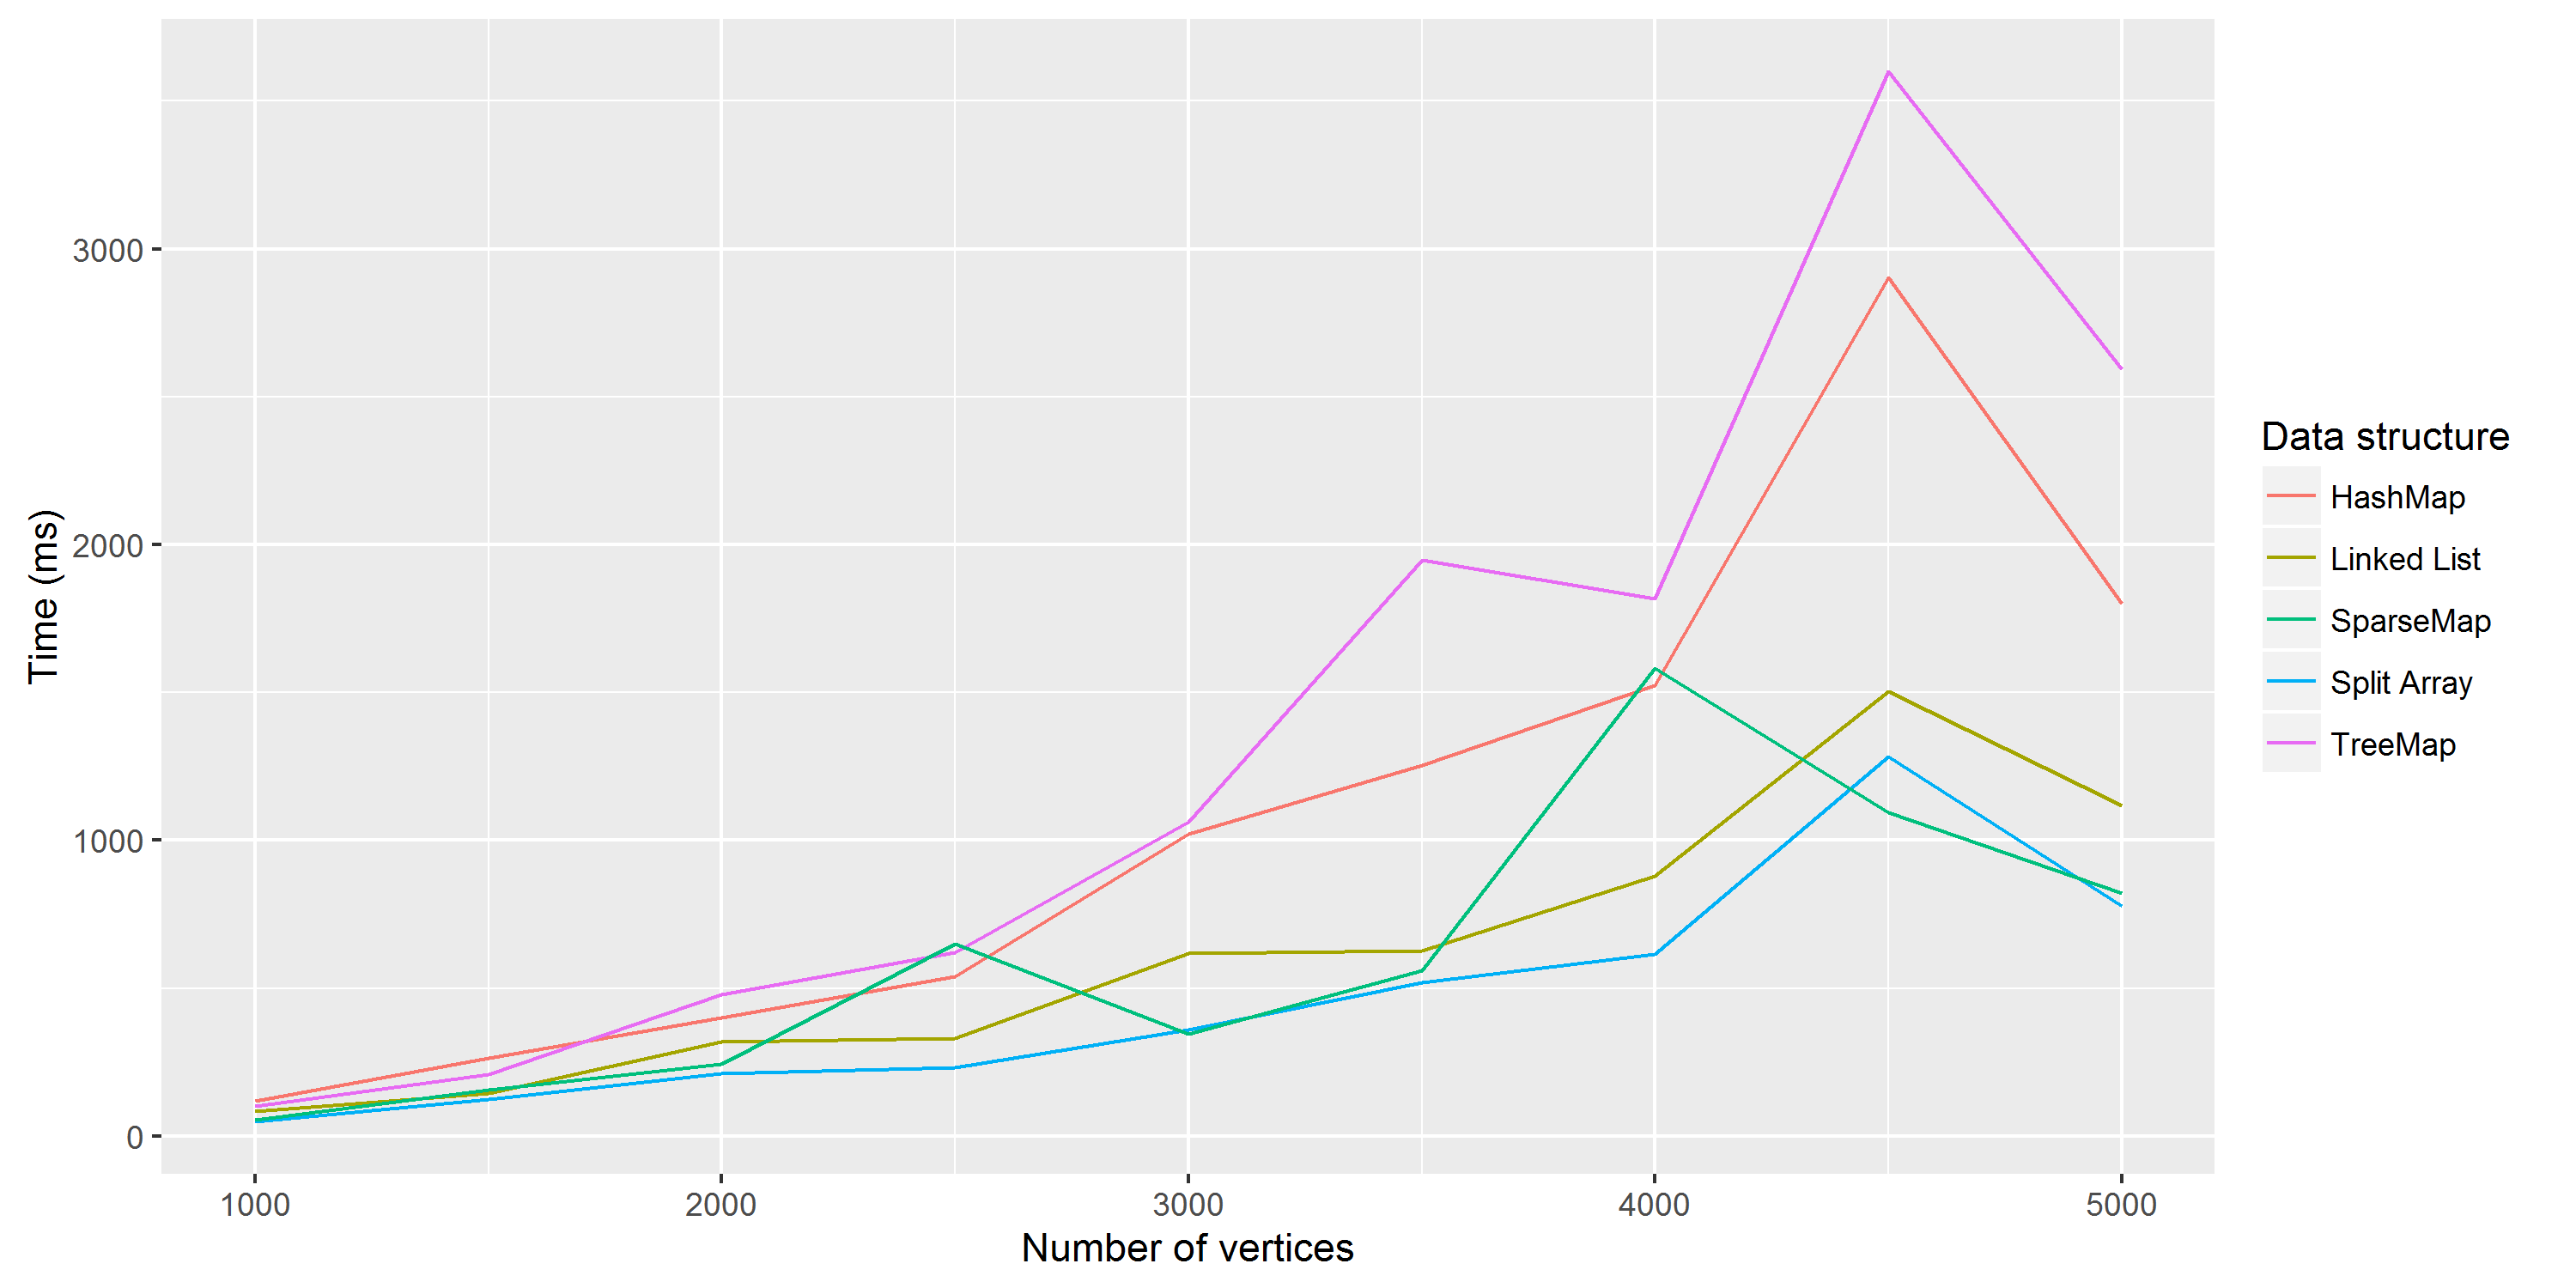 3000
2000
1000
0
Time (ms)
1000 2000 3000 4000 5000
Number of vertices
Data structure
HashMap
Linked List
SparseMap
Split Array
TreeMap